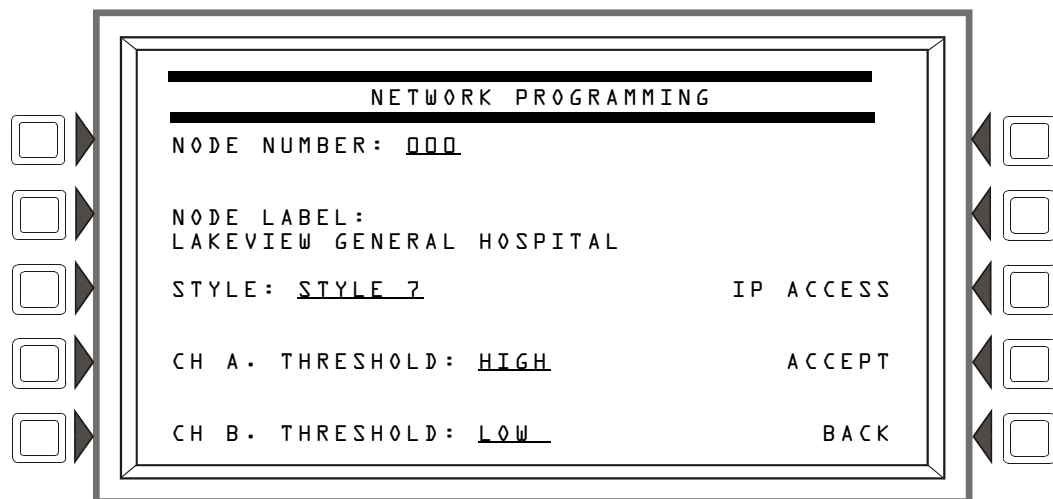 NETWORK PROGRAMMING
NODE NUMBER: 000
NODE LABEL:
LAKEVIEW GENERAL HOSPITAL
STYLE: STYLE 7 IP ACCESS
CH A. THRESHOLD: HIGH ACCEPT
CH B. THRESHOLD: LOW BACK